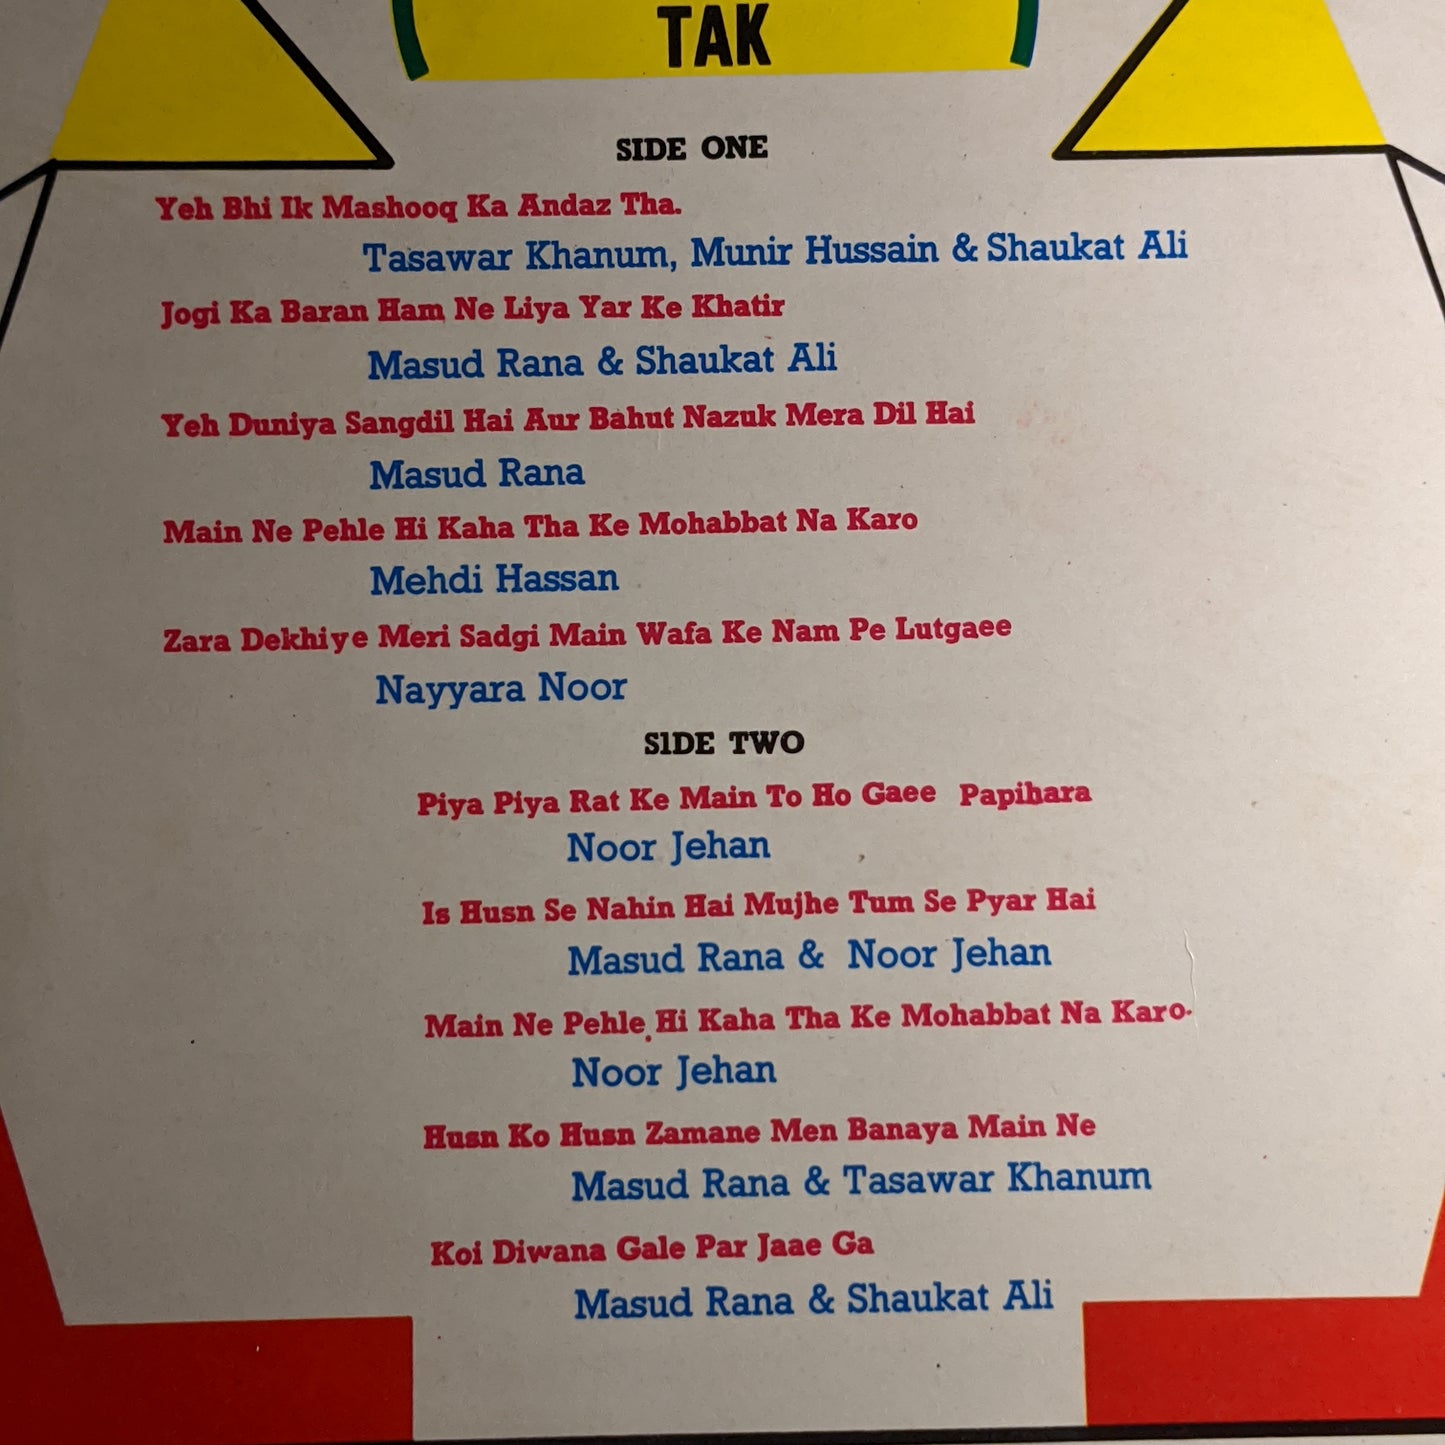 TAK
SIDE ONE
Yeh Bhi Ik Mashooq Ka Andaz Tha.
Tasawar Khanum, Munir Hussain & Shaukat Ali
Jogi Ka Baran Ham Ne Liya Yar Ke Khatir
Masud Rana & Shaukat Ali
Yeh Duniya Sangdil Hai Aur Bahut Nazuk Mera Dil Hai
Masud Rana
Main Ne Pehle Hi Kaha Tha Ke Mohabbat Na Karo
Mehdi Hassan
Zara Dekhiye Meri Sadgi Main Wafa Ke Nam Pe Lutgaee
Nayyara Noor
SIDE TWO
Piya Piya Rat Ke Main To Ho Gaee Papihara
Noor Jehan
Is Husn Se Nahin Hai Mujhe Tum Se Pyar Hai
Masud Rana & Noor Jehan
Main Ne Pehle Hi Kaha Tha Ke Mohabbat Na Karo.
Noor Jehan
Husn Ko Husn Zamane Men Banaya Main Ne
Masud Rana & Tasawar Khanum
Koi Diwana Gale Par Jaae Ga
Masud Rana & Shaukat Ali